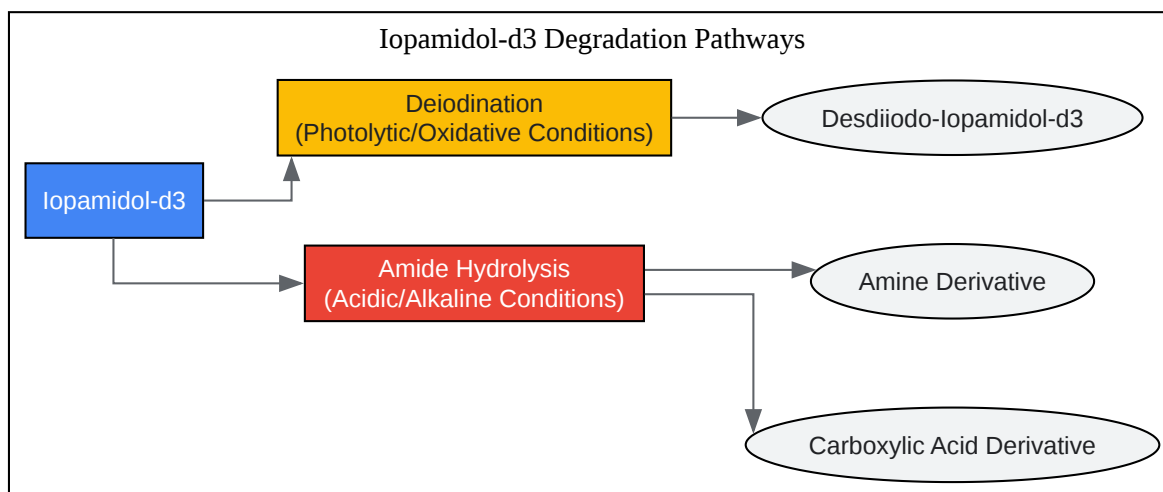 Iopamidol-d3 Degradation Pathways
Deiodination
(Photolytic/Oxidative Conditions)
Desdiiodo-Iopamidol-d3
Iopamidol-d3
Amide Hydrolysis
(Acidic/Alkaline Conditions)
Amine Derivative
Carboxylic Acid Derivative